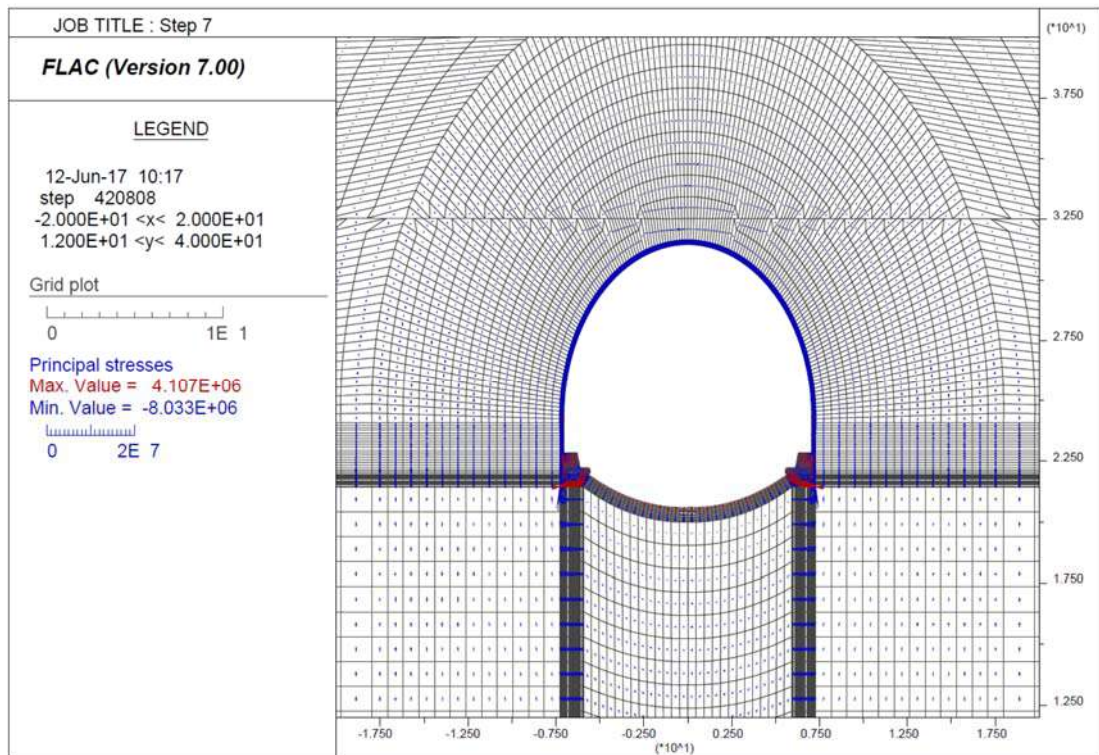 JOB TITLE : Step 7
FLAC (Version 7.00)
LEGEND
12-Jun-17 10:17
step 420808
-2.000E+01 <x< 2.000E+01
1.200E+01 <y< 4.000E+01
Grid plot
0 1E 1
Principal stresses
Max. Value = 4.107E+06
Min. Value = -8.033E+06
0 2E 7
(*10^1)
3.750
3.250
2.750
2.250
1.750
1.250
-1.750 -1.250 -0.750 -0.250 0.250 0.750 1.250 1.750
(*10^1)